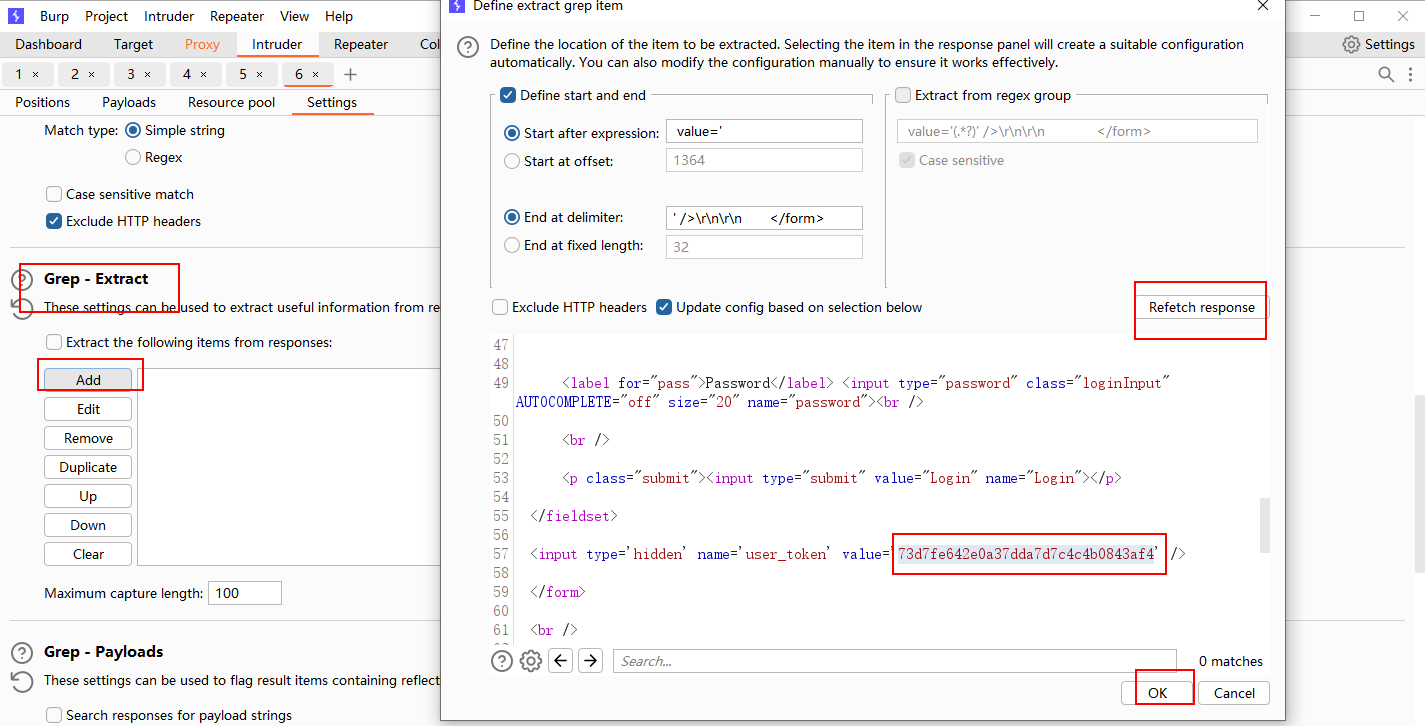 Burp Project Intruder Repeater View Help
Dashboard Target Proxy Intruder Repeater Col Settings
1 × 2 × 3 × 4 × 5 × 6 × +
Positions Payloads Resource pool Settings
Match type: Simple string
Regex
Case sensitive match
Exclude HTTP headers
Grep - Extract
These settings can be used to extract useful information from re
Extract the following items from responses:
Add
Edit
Remove
Duplicate
Up
Down
Clear
Maximum capture length: 100
Grep - Payloads
These settings can be used to flag result items containing reflect
Search responses for payload strings
Define extract grep item
Define the location of the item to be extracted. Selecting the item in the response panel will create a suitable configuration
automatically. You can also modify the configuration manually to ensure it works effectively.
Define start and end
Start after expression: value='
Start at offset: 1364
End at delimiter: ' />\r\n\r\n </form>
End at fixed length: 32
Extract from regex group
value='(.*?)' />\r\n\r\n </form>
Case sensitive
Exclude HTTP headers Update config based on selection below Refetch response
47
48
49 <label for="pass">Password</label> <input type="password" class="loginInput"
AUTOCOMPLETE="off" size="20" name="password"><br />
50
51 <br />
52
53 <p class="submit"><input type="submit" value="Login" name="Login"></p>
54
55 </fieldset>
56
57 <input type='hidden' name='user_token' value='73d7fe642e0a37dda7d7c4c4b0843af4' />
58
59 </form>
60
61 <br />
Search...
0 matches
OK Cancel